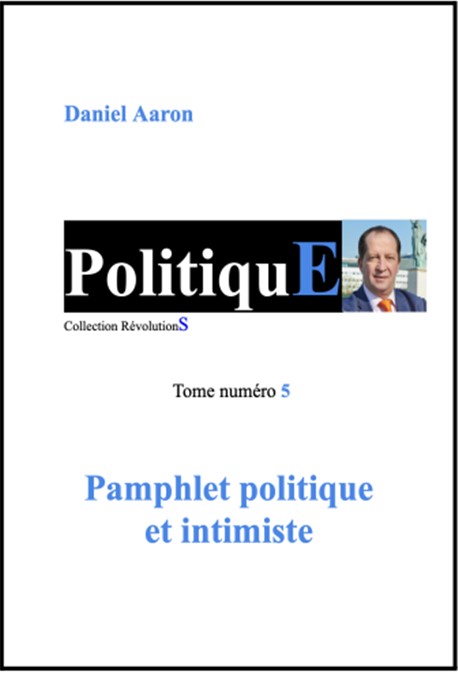 Daniel Aaron
PolitiquE
Collection RévolutionS
Tome numéro 5
Pamphlet politique
et intimiste